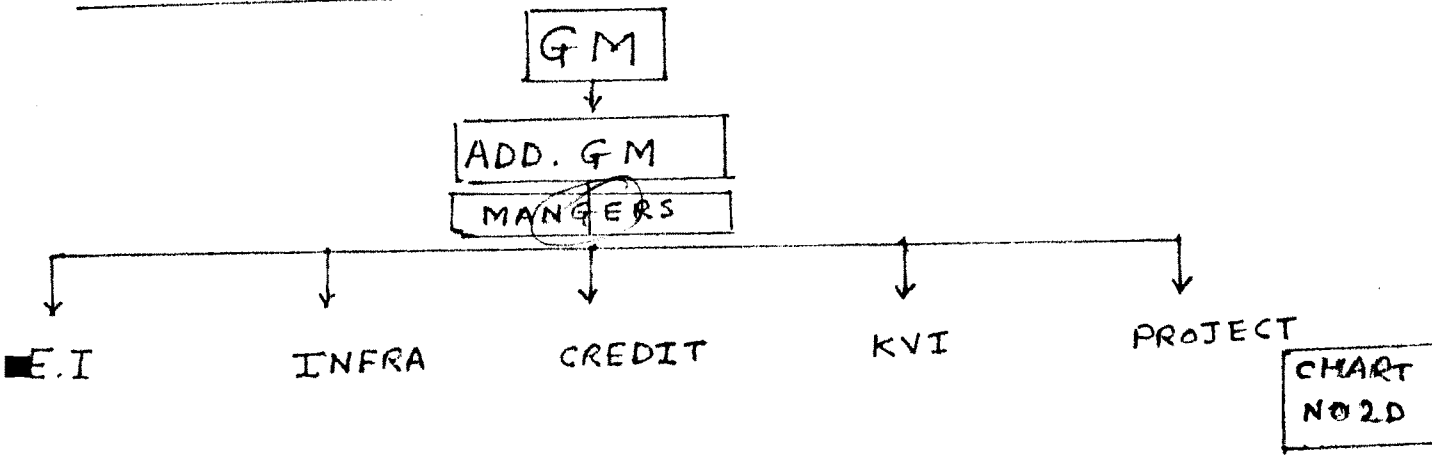 GM
ADD. GM
MANGERS
E.I INFRA CREDIT KVI PROJECT
CHART
NO 2D